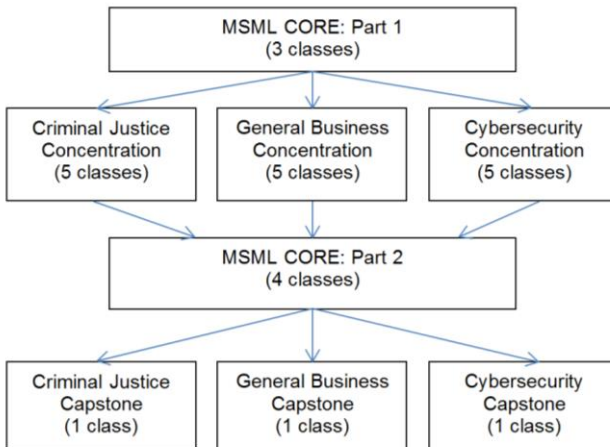 MSML CORE: Part 1
(3 classes)
Criminal Justice
Concentration
(5 classes)
General Business
Concentration
(5 classes)
Cybersecurity
Concentration
(5 classes)
MSML CORE: Part 2
(4 classes)
Criminal Justice
Capstone
(1 class)
General Business
Capstone
(1 class)
Cybersecurity
Capstone
(1 class)